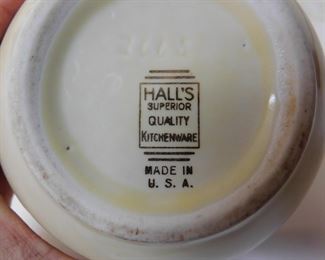 HALL'S
SUPERIOR
QUALITY
KITCHENWARE
MADE IN
U. S. A.